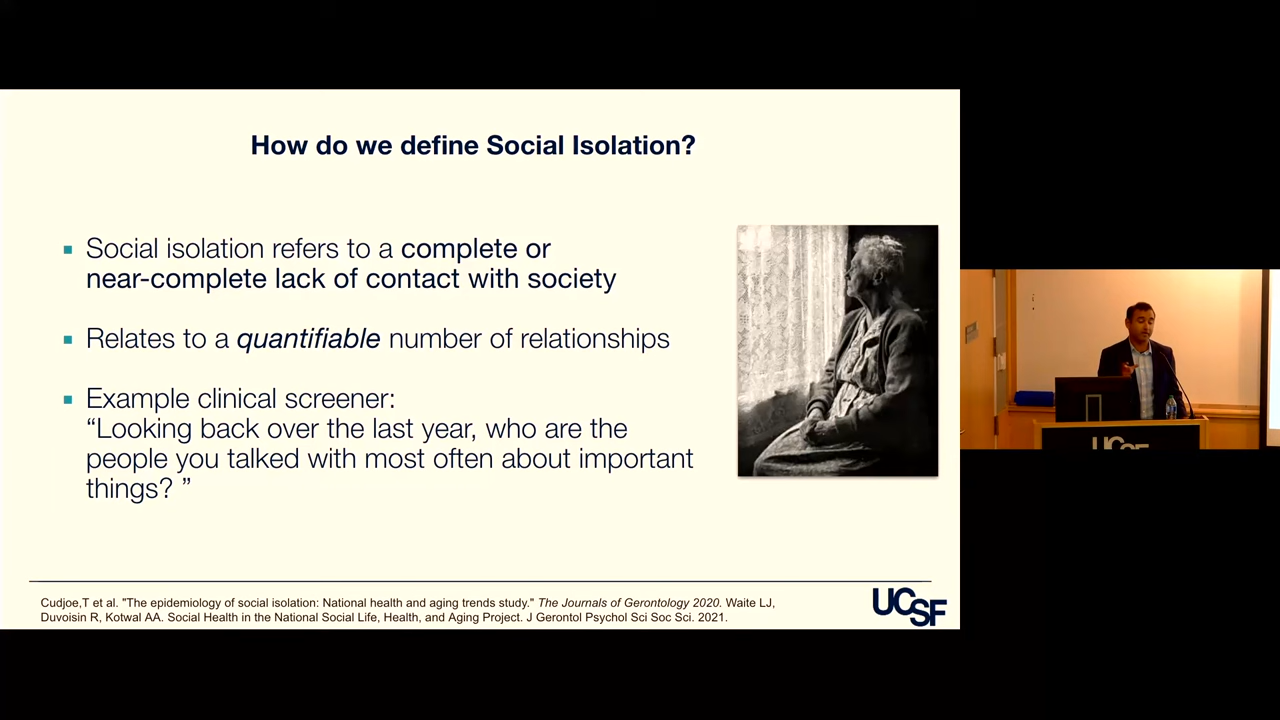 How do we define Social Isolation?
Social isolation refers to a complete or
near-complete lack of contact with society
Relates to a quantifiable number of relationships
Example clinical screener:
“Looking back over the last year, who are the
people you talked with most often about important
things? ”
Cudjoe,T et al. "The epidemiology of social isolation: National health and aging trends study." The Journals of Gerontology 2020. Waite LJ,
Duvoisin R, Kotwal AA. Social Health in the National Social Life, Health, and Aging Project. J Gerontol Psychol Sci Soc Sci. 2021.
UCSF
UCSF